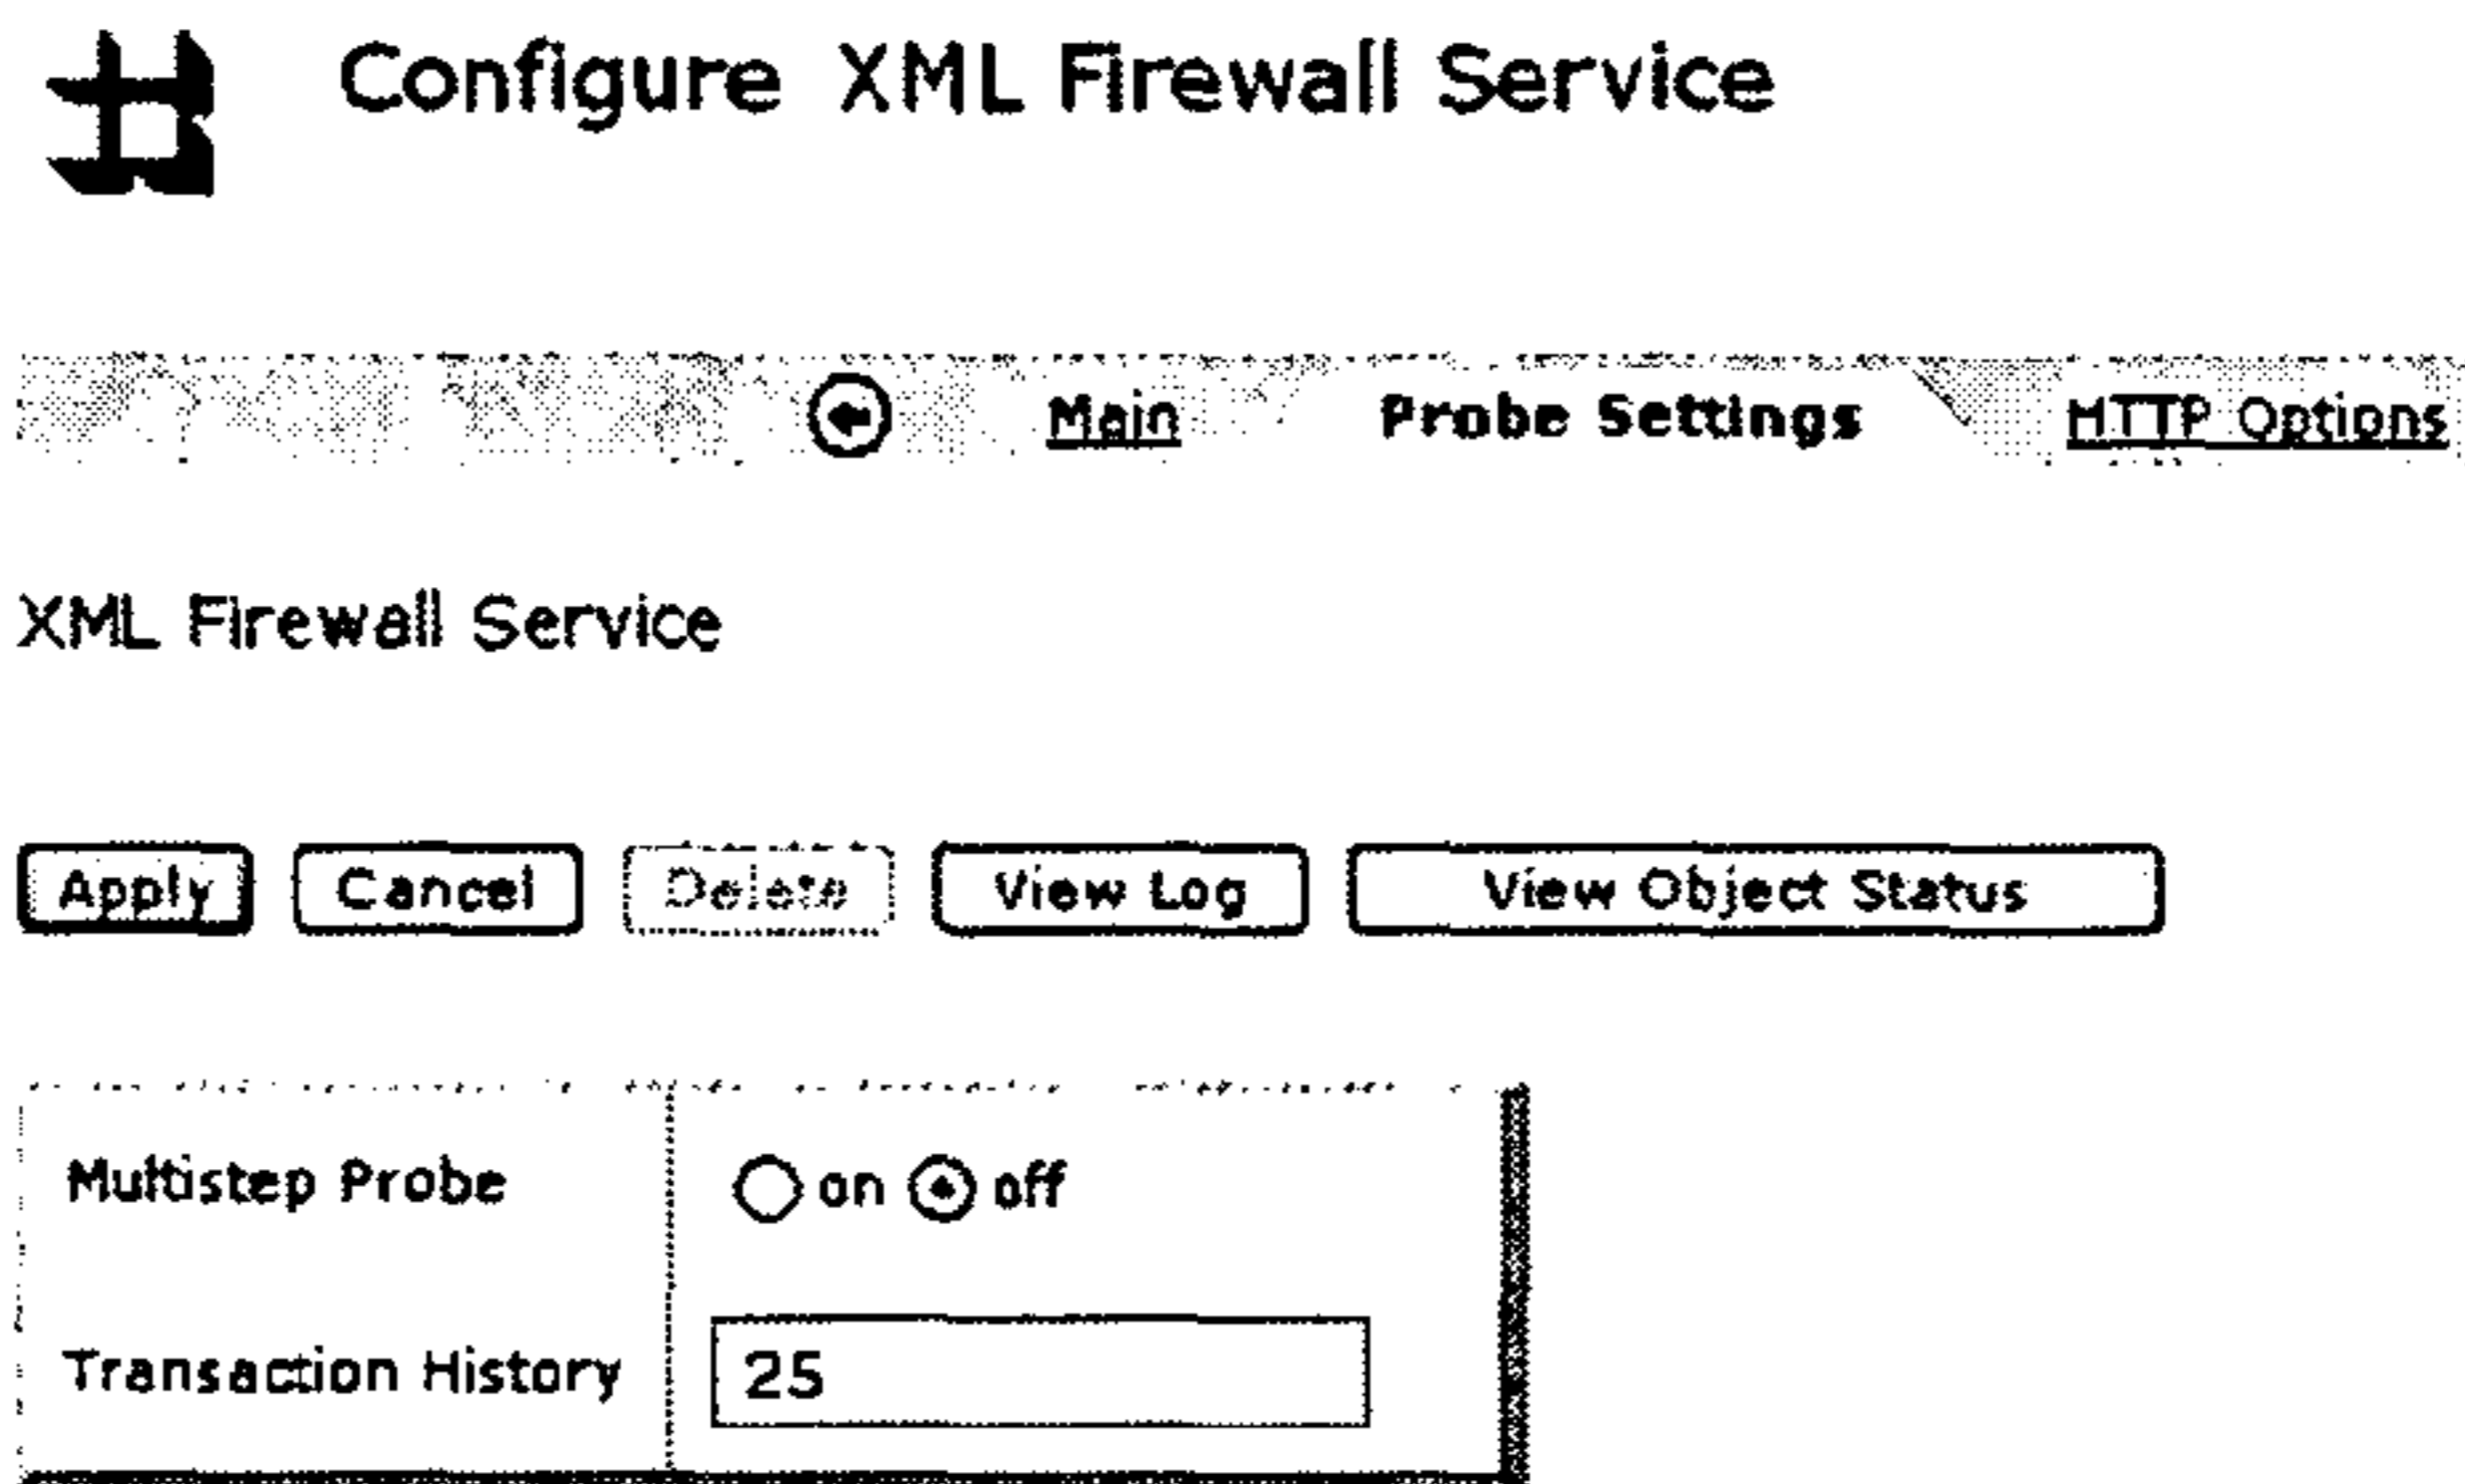 Configure XML Firewall Service
Main Probe Settings HTTP Options
XML Firewall Service
Apply Cancel Delete View Log View Object Status
Multistep Probe on off
Transaction History 25